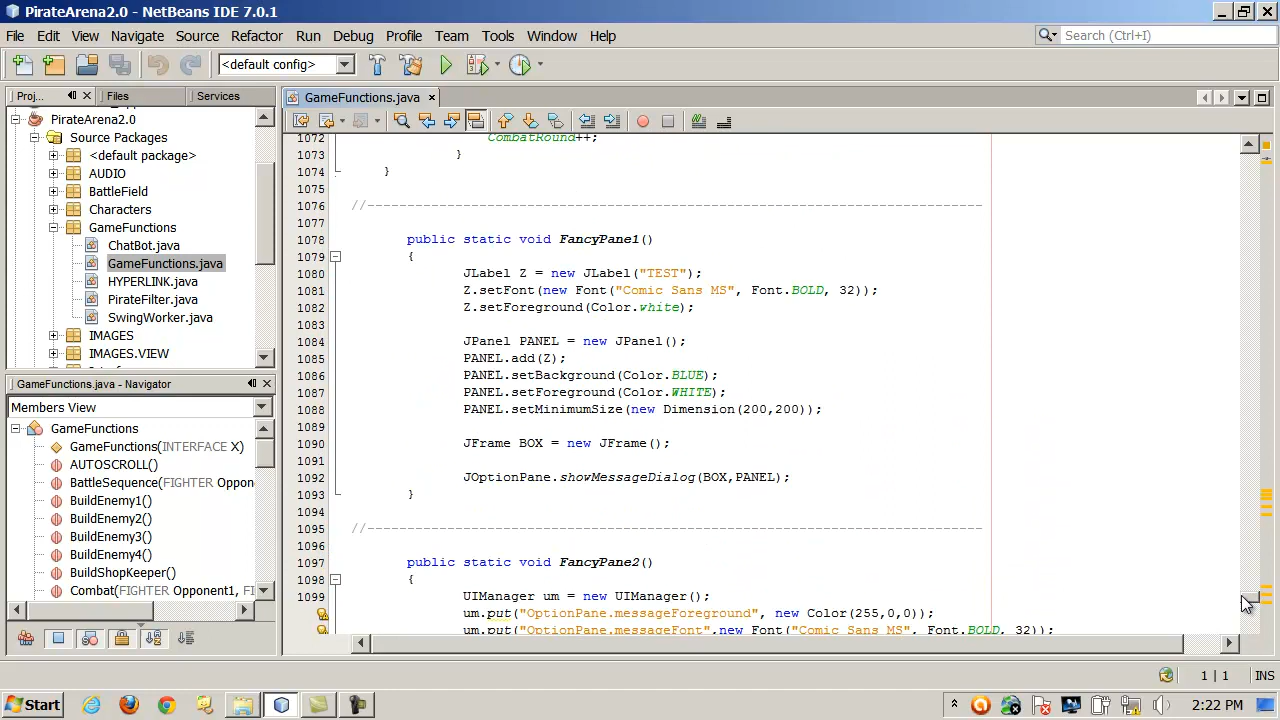 PirateArena2.0 - NetBeans IDE 7.0.1
File Edit View Navigate Source Refactor Run Debug Profile Team Tools Window Help
Search (Ctrl+I)
<default config>
Proj... Files Services
GameFunctions.java
PirateArena2.0
Source Packages
<default package>
AUDIO
BattleField
Characters
GameFunctions
ChatBot.java
GameFunctions.java
HYPERLINK.java
PirateFilter.java
SwingWorker.java
IMAGES
IMAGES.VIEW
GameFunctions.java - Navigator
Members View
GameFunctions
GameFunctions(INTERFACE X)
AUTOSCROLL()
BattleSequence(FIGHTER Oppon
BuildEnemy1()
BuildEnemy2()
BuildEnemy3()
BuildEnemy4()
BuildShopKeeper()
Combat(FIGHTER Opponent1, FI
1072 CombatRound++;
1073 }
1074 }
1075
1076 //-----------------------------------------------------------------------------
1077
1078 public static void FancyPane1()
1079 {
1080 JLabel Z = new JLabel("TEST");
1081 Z.setFont(new Font("Comic Sans MS", Font.BOLD, 32));
1082 Z.setForeground(Color.white);
1083
1084 JPanel PANEL = new JPanel();
1085 PANEL.add(Z);
1086 PANEL.setBackground(Color.BLUE);
1087 PANEL.setForeground(Color.WHITE);
1088 PANEL.setMinimumSize(new Dimension(200,200));
1089
1090 JFrame BOX = new JFrame();
1091
1092 JOptionPane.showMessageDialog(BOX,PANEL);
1093 }
1094
1095 //-----------------------------------------------------------------------------
1096
1097 public static void FancyPane2()
1098 {
1099 UIManager um = new UIManager();
um.put("OptionPane.messageForeground", new Color(255,0,0));
um.put("OptionPane.messageFont",new Font("Comic Sans MS", Font.BOLD, 32));
1 | 1 INS
Start
2:22 PM